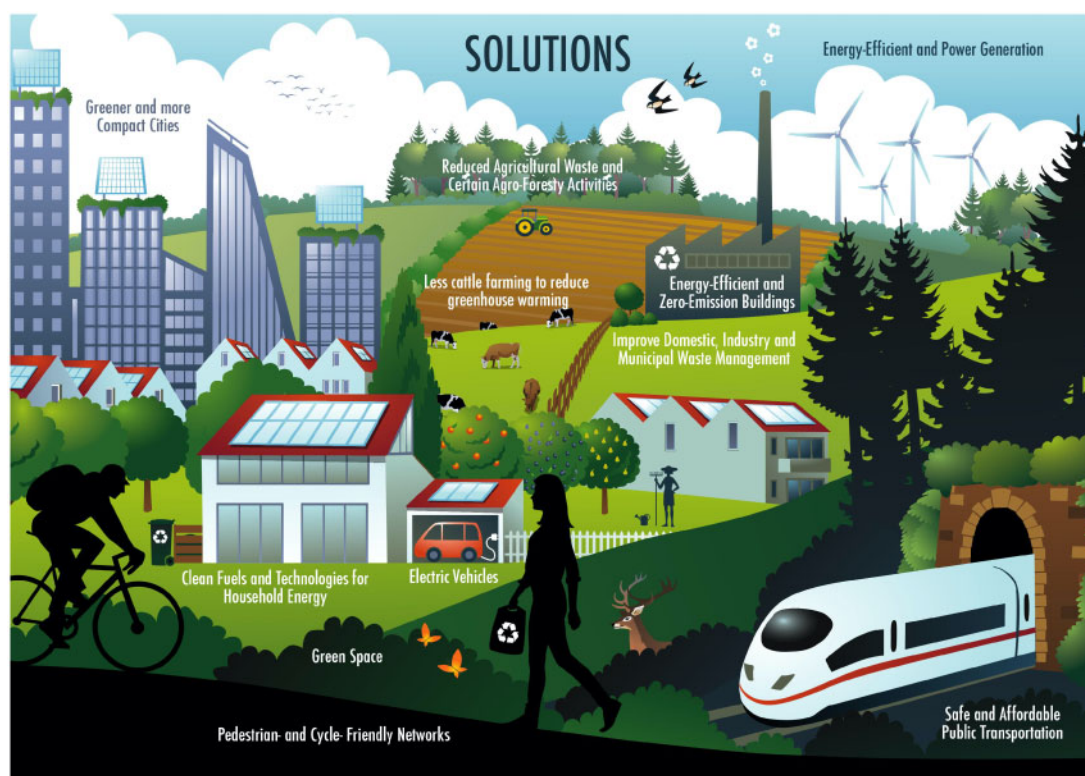 SOLUTIONS
Energy-Efficient and Power Generation
Greener and more
Compact Cities
Reduced Agricultural Waste and
Certain Agro-Foresty Activities
Less cattle farming to reduce
greenhouse warming
Energy-Efficient and
Zero-Emission Buildings
Improve Domestic, Industry and
Municipal Waste Management
Clean Fuels and Technologies for
Household Energy
Electric Vehicles
Green Space
Pedestrian- and Cycle- Friendly Networks
Safe and Affordable
Public Transportation